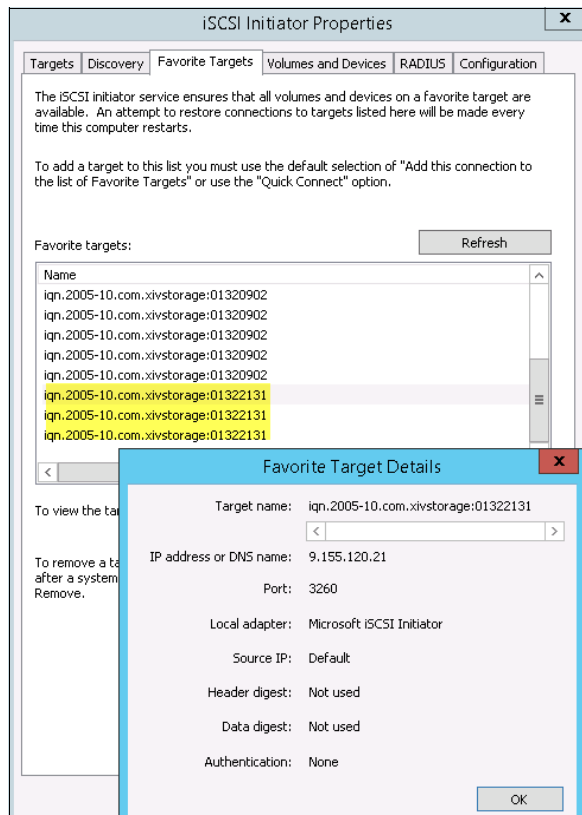 iSCSI Initiator Properties
x
Targets
Discovery
Favorite Targets
Volumes and Devices
RADIUS
Configuration
The iSCSI initiator service ensures that all volumes and devices on a favorite target are
available. An attempt to restore connections to targets listed here will be made every
time this computer restarts.
To add a target to this list you must use the default selection of "Add this connection to
the list of Favorite Targets" or use the "Quick Connect" option.
Favorite targets:
Refresh
Name
iqn.2005-10.com.xivstorage:01320902
iqn.2005-10.com.xivstorage:01320902
iqn.2005-10.com.xivstorage:01320902
iqn.2005-10.com.xivstorage:01320902
iqn.2005-10.com.xivstorage:01320902
iqn.2005-10.com.xivstorage:01322131
iqn.2005-10.com.xivstorage:01322131
iqn.2005-10.com.xivstorage:01322131
To view the ta
To remove a ta
after a system
Remove.
Favorite Target Details
x
Target name: iqn.2005-10.com.xivstorage:01322131
IP address or DNS name: 9.155.120.21
Port: 3260
Local adapter: Microsoft iSCSI Initiator
Source IP: Default
Header digest: Not used
Data digest: Not used
Authentication: None
OK